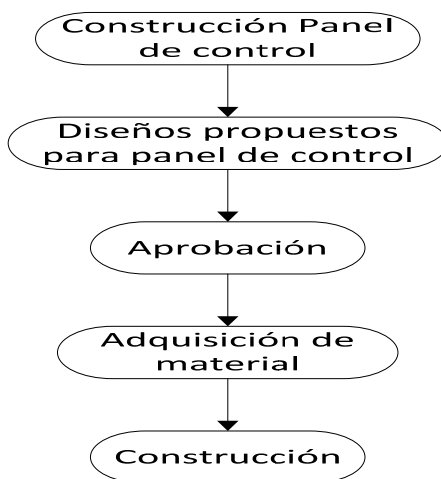 Construcción Panel
de control
Diseños propuestos
para panel de control
Aprobación
Adquisición de
material
Construcción